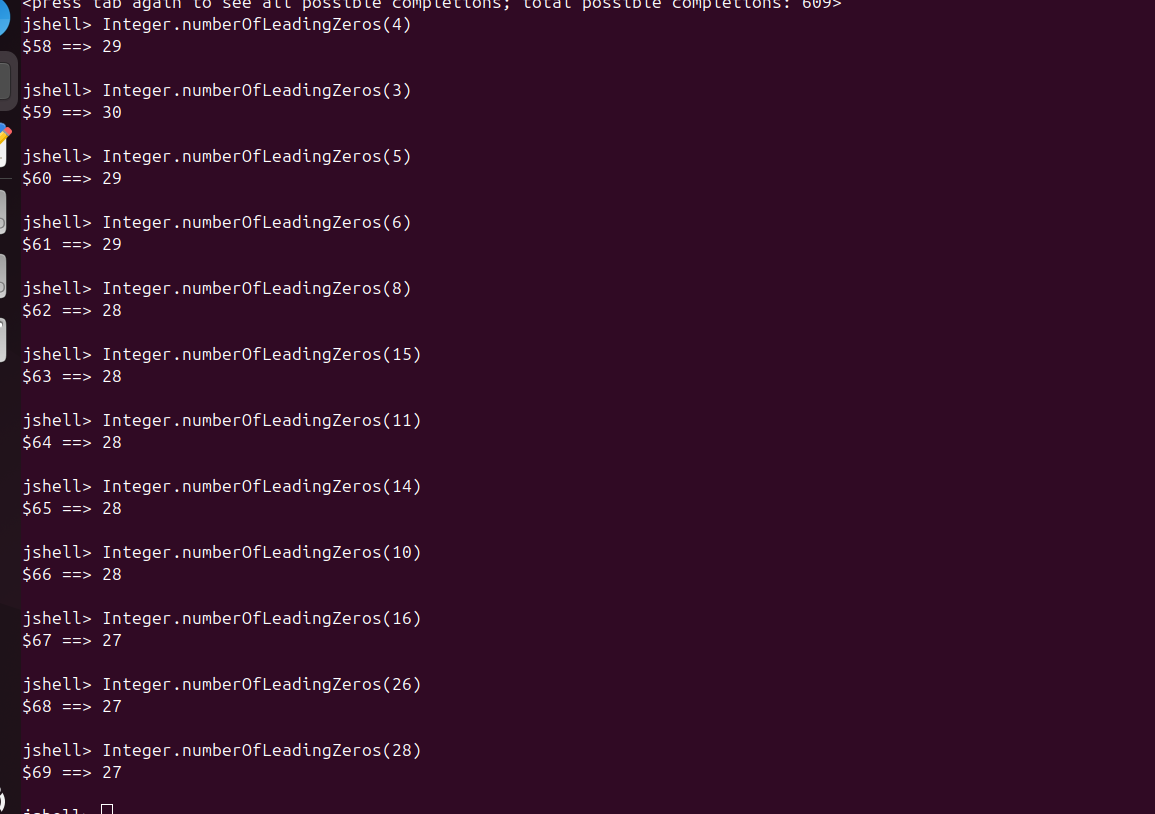 <press tab again to see all possible completions; total possible completions: 609>
jshell> Integer.numberOfLeadingZeros(4)
$58 ==> 29
jshell> Integer.numberOfLeadingZeros(3)
$59 ==> 30
jshell> Integer.numberOfLeadingZeros(5)
$60 ==> 29
jshell> Integer.numberOfLeadingZeros(6)
$61 ==> 29
jshell> Integer.numberOfLeadingZeros(8)
$62 ==> 28
jshell> Integer.numberOfLeadingZeros(15)
$63 ==> 28
jshell> Integer.numberOfLeadingZeros(11)
$64 ==> 28
jshell> Integer.numberOfLeadingZeros(14)
$65 ==> 28
jshell> Integer.numberOfLeadingZeros(10)
$66 ==> 28
jshell> Integer.numberOfLeadingZeros(16)
$67 ==> 27
jshell> Integer.numberOfLeadingZeros(26)
$68 ==> 27
jshell> Integer.numberOfLeadingZeros(28)
$69 ==> 27
jshell>